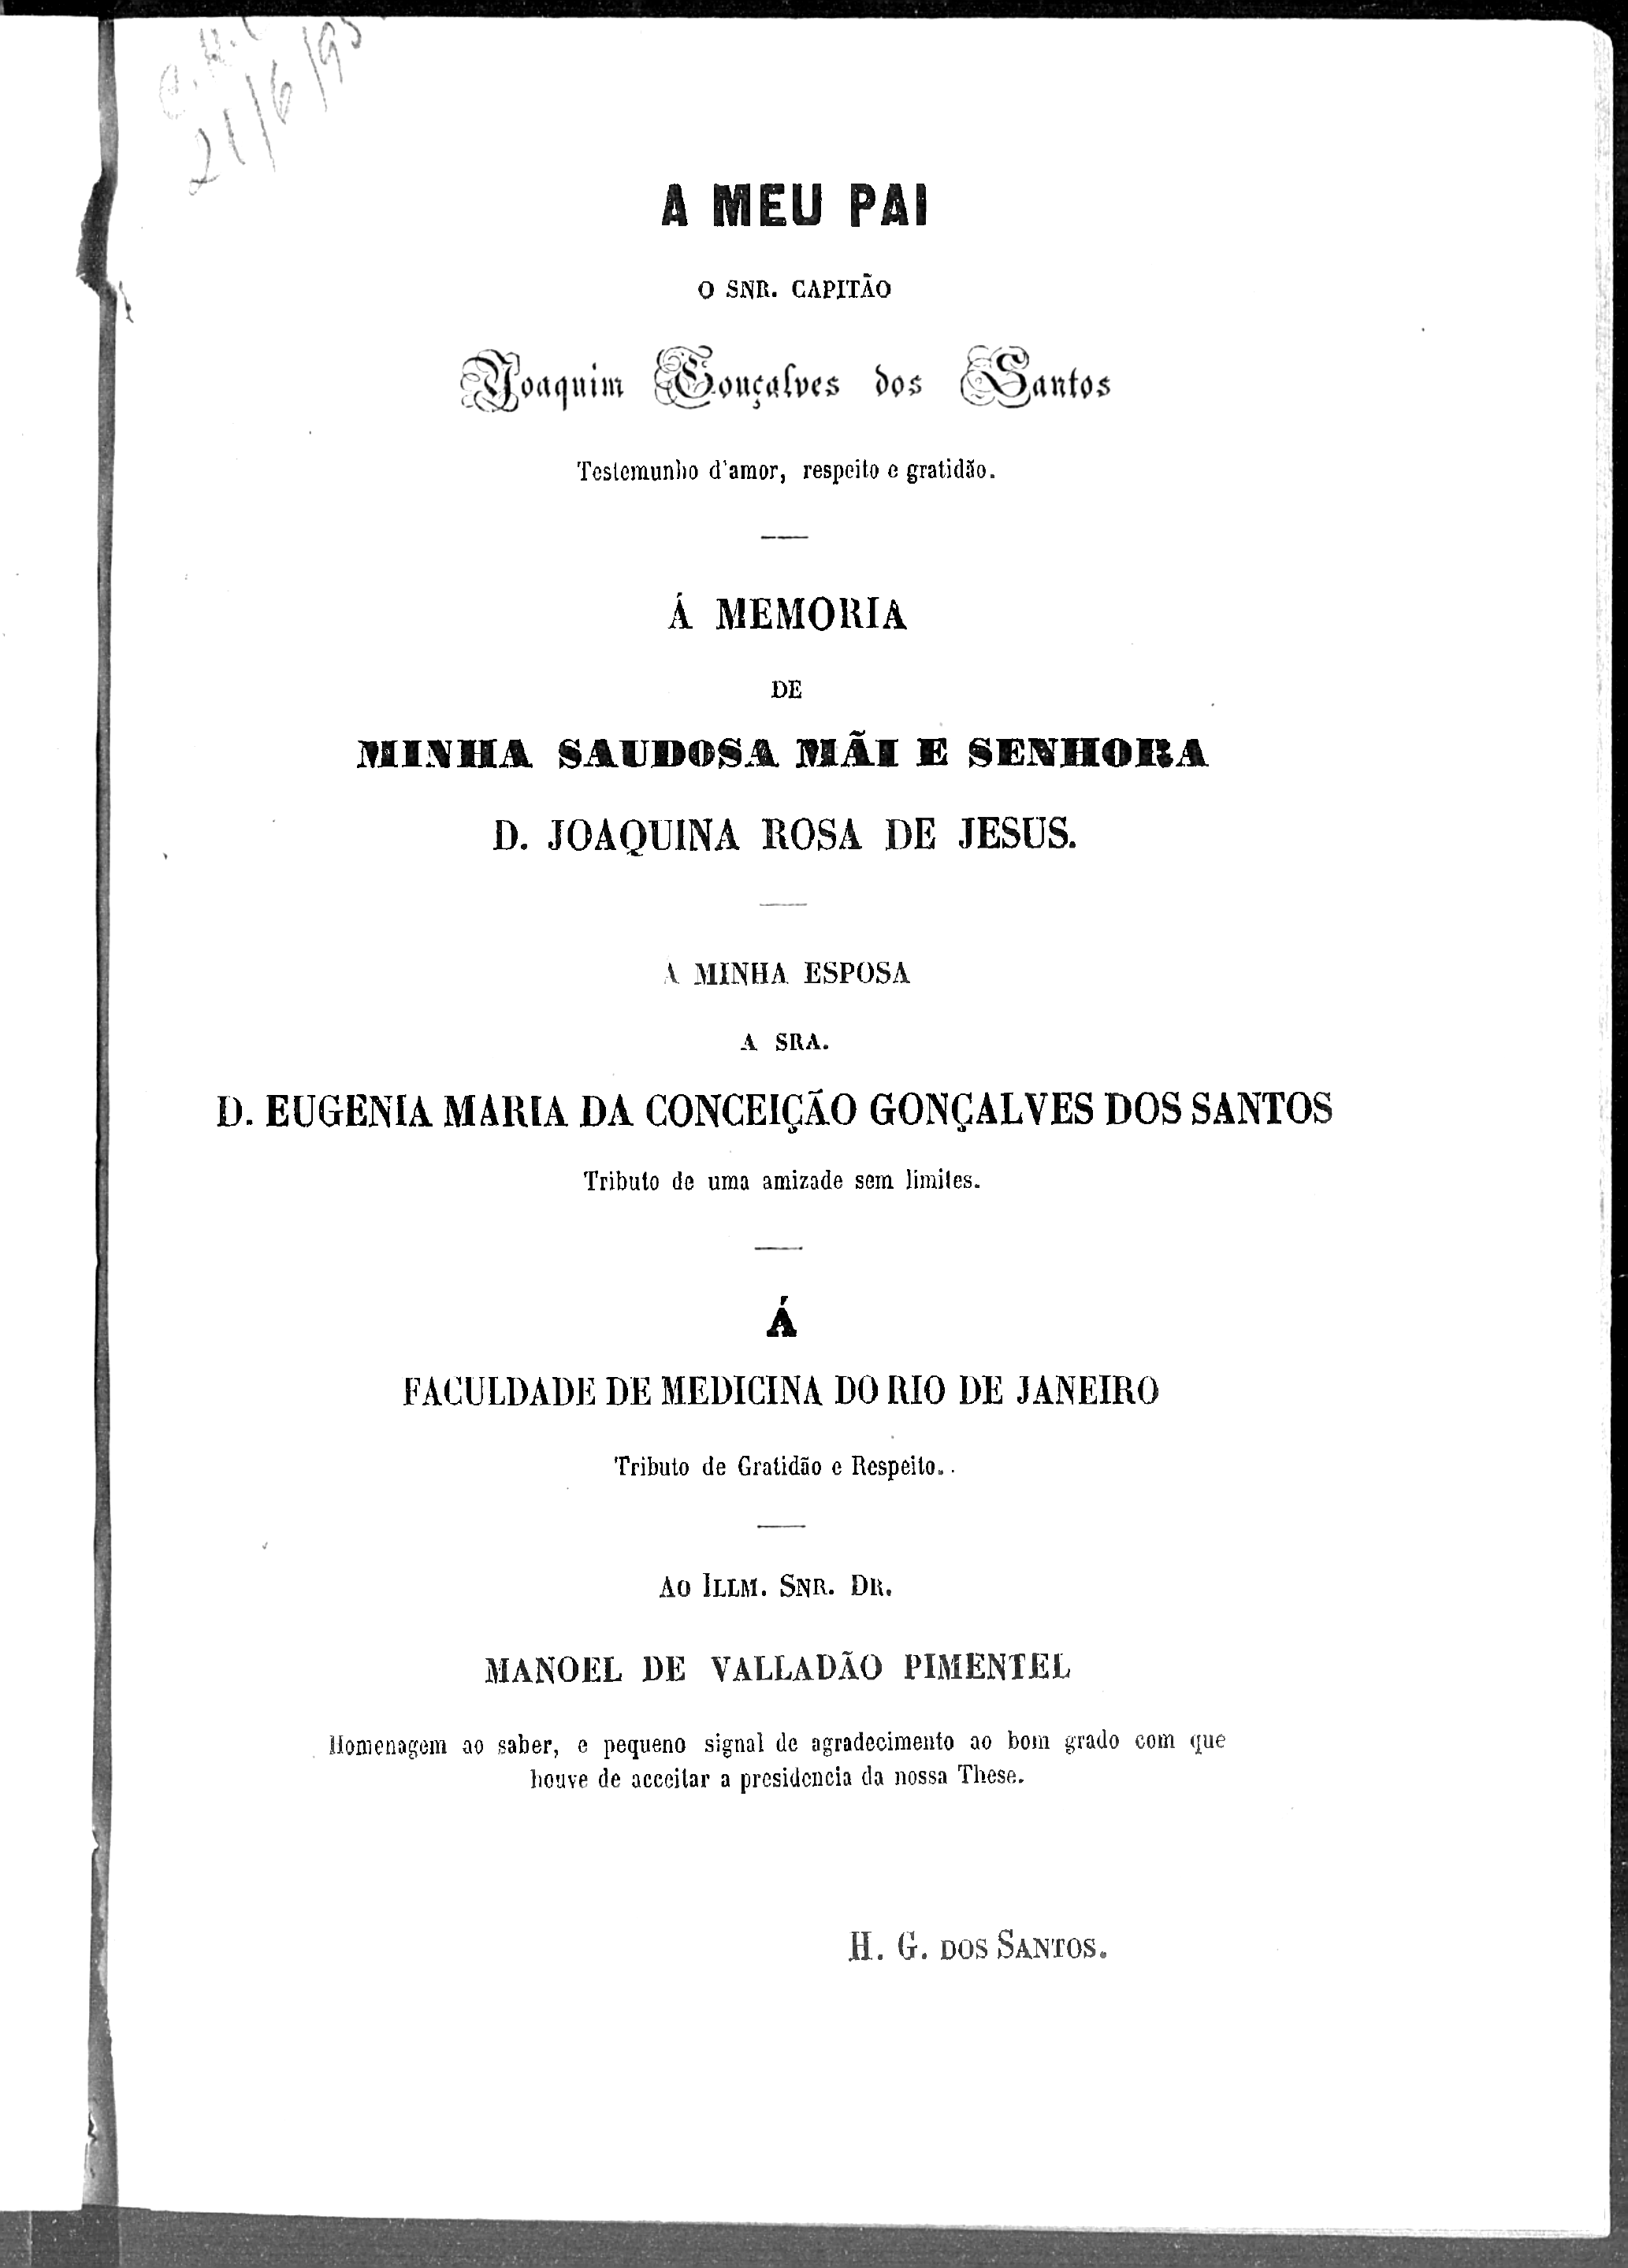 21/6/95
A MEU PAI
O SNR. CAPITÃO
Joaquim Gonçalves dos Santos
Testemunho d'amor, respeito e gratidão.
Á MEMORIA
DE
MINHA SAUDOSA MÃI E SENHORA
D. JOAQUINA ROSA DE JESUS.
A MINHA ESPOSA
A SRA.
D. EUGENIA MARIA DA CONCEIÇÃO GONÇALVES DOS SANTOS
Tributo de uma amizade sem limites.
Á
FACULDADE DE MEDICINA DO RIO DE JANEIRO
Tributo de Gratidão e Respeito.
AO ILLM. SNR. DR.
MANOEL DE VALLADÃO PIMENTEL
Homenagem ao saber, e pequeno signal de agradecimento ao bom grado com que
houve de acceitar a presidencia da nossa These.
H. G. DOS SANTOS.